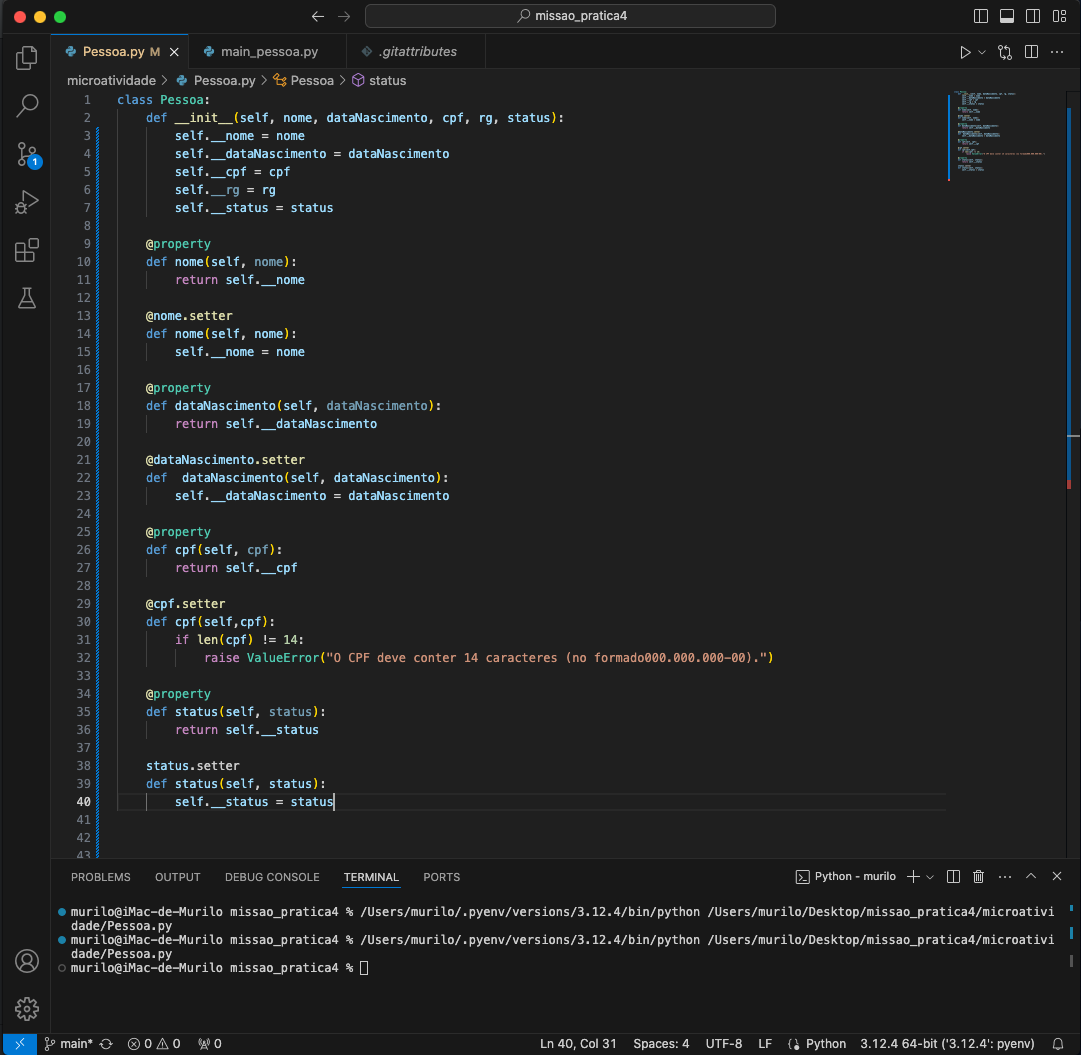 missao_pratica4
Pessoa.py M
main_pessoa.py
.gitattributes
microatividade > Pessoa.py > Pessoa > status
1 class Pessoa:
2 def __init__(self, nome, dataNascimento, cpf, rg, status):
3 self.__nome = nome
4 self.__dataNascimento = dataNascimento
5 self.__cpf = cpf
6 self.__rg = rg
7 self.__status = status
8
9 @property
10 def nome(self, nome):
11 return self.__nome
12
13 @nome.setter
14 def nome(self, nome):
15 self.__nome = nome
16
17 @property
18 def dataNascimento(self, dataNascimento):
19 return self.__dataNascimento
20
21 @dataNascimento.setter
22 def  dataNascimento(self, dataNascimento):
23 self.__dataNascimento = dataNascimento
24
25 @property
26 def cpf(self, cpf):
27 return self.__cpf
28
29 @cpf.setter
30 def cpf(self,cpf):
31 if len(cpf) != 14:
32 raise ValueError("O CPF deve conter 14 caracteres (no formado000.000.000-00).")
33
34 @property
35 def status(self, status):
36 return self.__status
37
38 status.setter
39 def status(self, status):
40 self.__status = status
41
42
43
1
PROBLEMS OUTPUT DEBUG CONSOLE TERMINAL PORTS
Python - murilo
murilo@iMac-de-Murilo missao_pratica4 % /Users/murilo/.pyenv/versions/3.12.4/bin/python /Users/murilo/Desktop/missao_pratica4/microativi
dade/Pessoa.py
murilo@iMac-de-Murilo missao_pratica4 % /Users/murilo/.pyenv/versions/3.12.4/bin/python /Users/murilo/Desktop/missao_pratica4/microativi
dade/Pessoa.py
murilo@iMac-de-Murilo missao_pratica4 %
main* 0 0 0 Ln 40, Col 31 Spaces: 4 UTF-8 LF Python 3.12.4 64-bit ('3.12.4': pyenv)